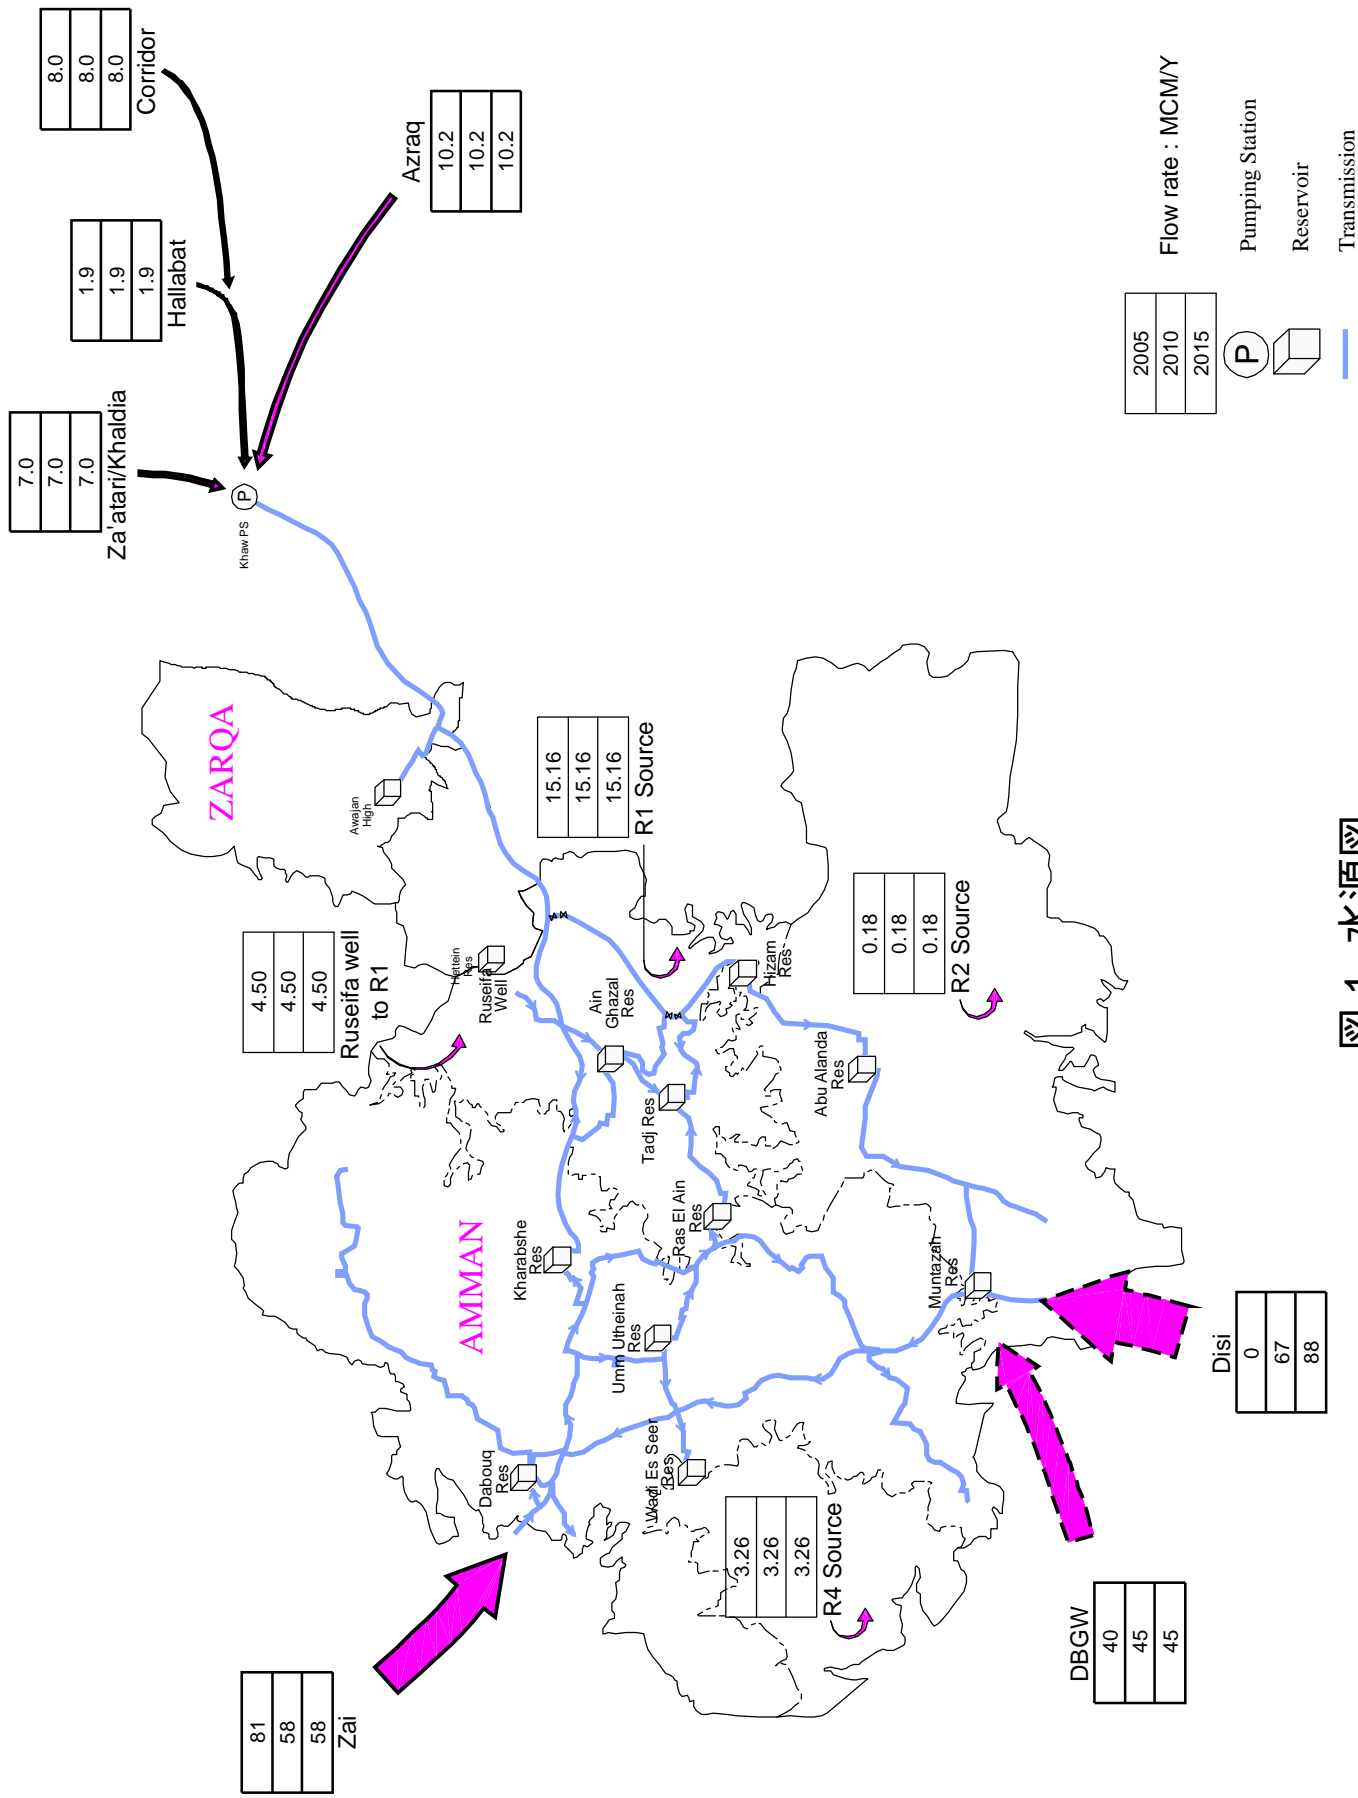 81
58
58
Zai
4.50
4.50
4.50
Ruseifa well
to R1
7.0
7.0
7.0
Za'atari/Khaldia
1.9
1.9
1.9
Hallabat
8.0
8.0
8.0
Corridor
Azraq
10.2
10.2
10.2
P
Khaw PS
ZARQA
Awajan
High
Hettein
Res
Ruseifa
Well
15.16
15.16
15.16
R1 Source
Ain
Ghazal
Res
AMMAN
Kharabshe
Res
Dabouq
Res
Tadj Res
Ras El Ain
Res
Umm Utheinah
Res
Wadi Es Seer
Res
Hizam
Res
Abu Alanda
Res
0.18
0.18
0.18
R2 Source
Muntazah
Res
3.26
3.26
3.26
R4 Source
DBGW
40
45
45
Disi
0
67
88
2005
2010
2015
Flow rate : MCM/Y
P
Pumping Station
Reservoir
Transmission
図 1 水源図